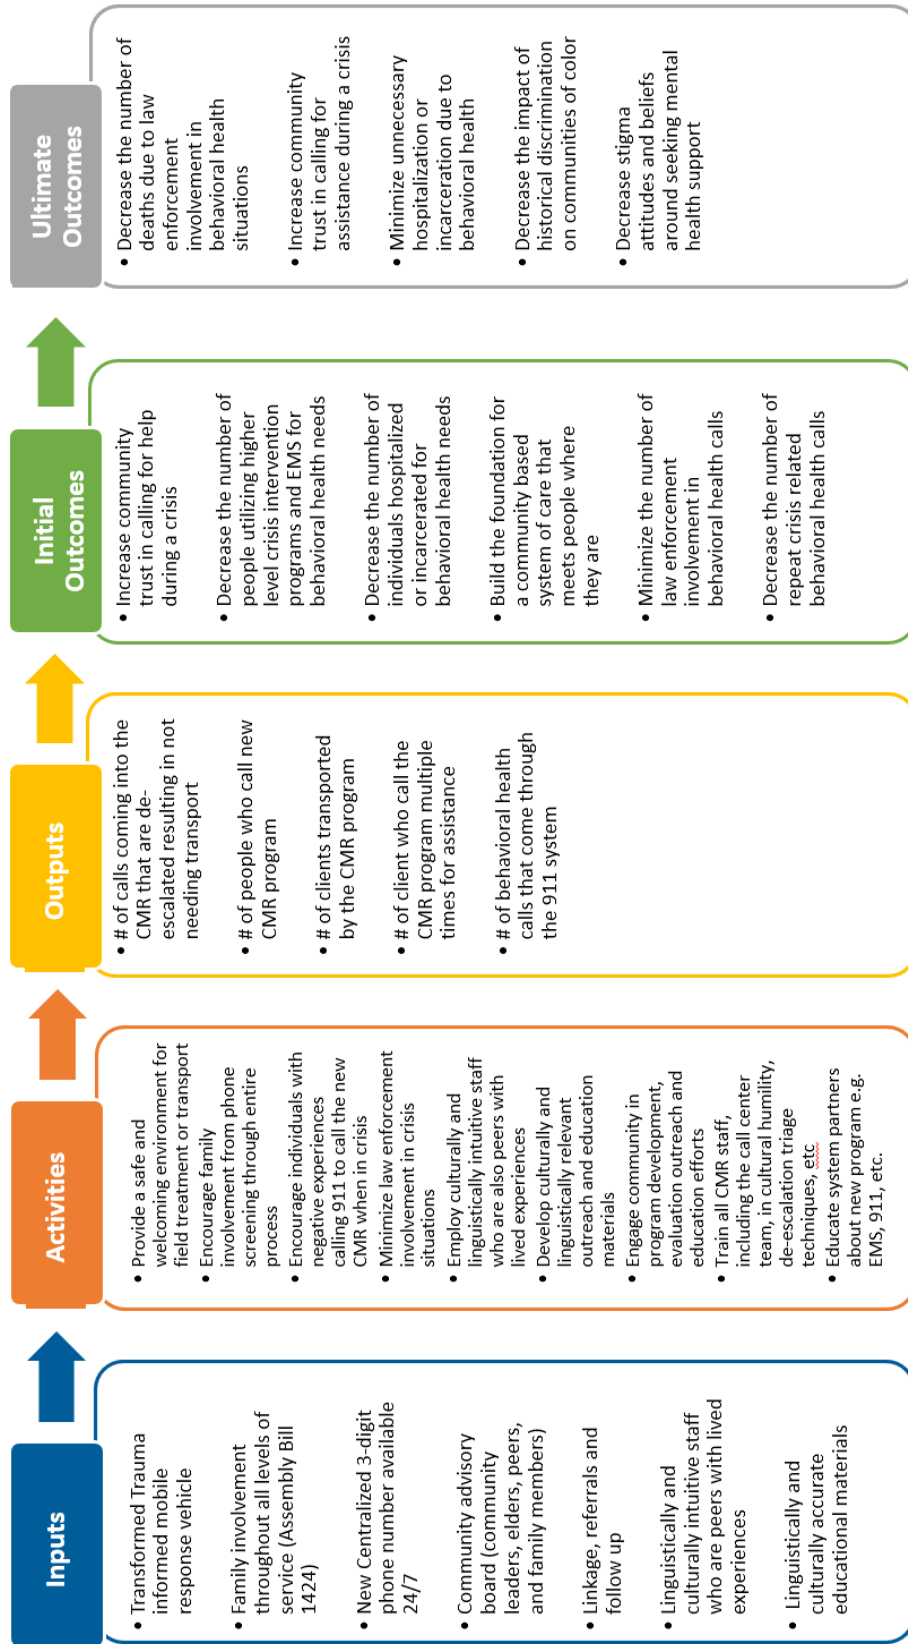 Inputs
• Transformed Trauma
informed mobile
response vehicle
• Family involvement
throughout all levels of
service (Assembly Bill
1424)
• New Centralized 3-digit
phone number available
24/7
• Community advisory
board (community
leaders, elders, peers,
and family members)
• Linkage, referrals and
follow up
• Linguistically and
culturally intuitive staff
who are peers with lived
experiences
• Linguistically and
culturally accurate
educational materials
Activities
• Provide a safe and
welcoming environment for
field treatment or transport
• Encourage family
involvement from phone
screening through entire
process
• Encourage individuals with
negative experiences
calling 911 to call the new
CMR when in crisis
• Minimize law enforcement
involvement in crisis
situations
• Employ culturally and
linguistically intuitive staff
who are also peers with
lived experiences
• Develop culturally and
linguistically relevant
outreach and education
materials
• Engage community in
program development,
evaluation outreach and
education efforts
• Train all CMR staff,
including the call center
team, in cultural humility,
de-escalation triage
techniques, etc
• Educate system partners
about new program e.g.
EMS, 911, etc.
Outputs
• # of calls coming into the
CMR that are de-
escalated resulting in not
needing transport
• # of people who call new
CMR program
• # of clients transported
by the CMR program
• # of client who call the
CMR program multiple
times for assistance
• # of behavioral health
calls that come through
the 911 system
Initial
Outcomes
• Increase community
trust in calling for help
during a crisis
• Decrease the number of
people utilizing higher
level crisis intervention
programs and EMS for
behavioral health needs
• Decrease the number of
individuals hospitalized
or incarcerated for
behavioral health needs
• Build the foundation for
a community based
system of care that
meets people where
they are
• Minimize the number of
law enforcement
involvement in
behavioral health calls
• Decrease the number of
repeat crisis related
behavioral health calls
Ultimate
Outcomes
• Decrease the number of
deaths due to law
enforcement
involvement in
behavioral health
situations
• Increase community
trust in calling for
assistance during a crisis
• Minimize unnecessary
hospitalization or
incarceration due to
behavioral health
• Decrease the impact of
historical discrimination
on communities of color
• Decrease stigma
attitudes and beliefs
around seeking mental
health support